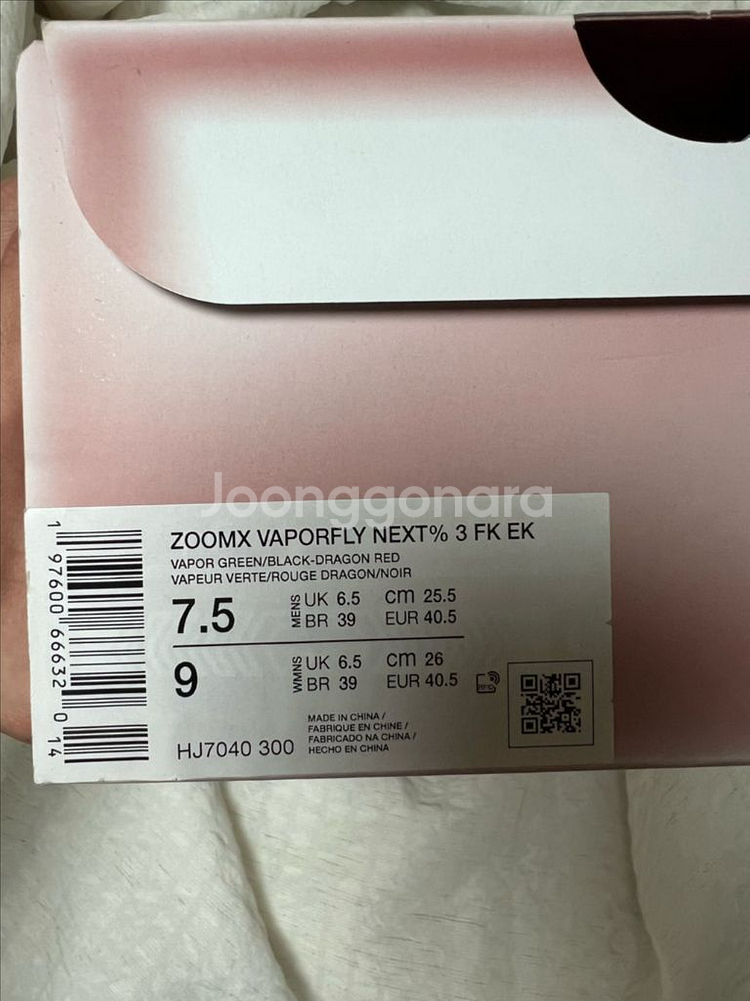 Joonggonara
ZOOMX VAPORFLY NEXT% 3 FK EK
VAPOR GREEN/BLACK-DRAGON RED
VAPEUR VERTE/ROUGE DRAGON/NOIR
7.5
MENS
UK 6.5 cm 25.5
BR 39 EUR 40.5
9
WMNS
UK 6.5 cm 26
BR 39 EUR 40.5
HJ7040 300
MADE IN CHINA /
FABRIQUE EN CHINE /
FABRICADO NA CHINA /
HECHO EN CHINA
1 97600 66632 0 14